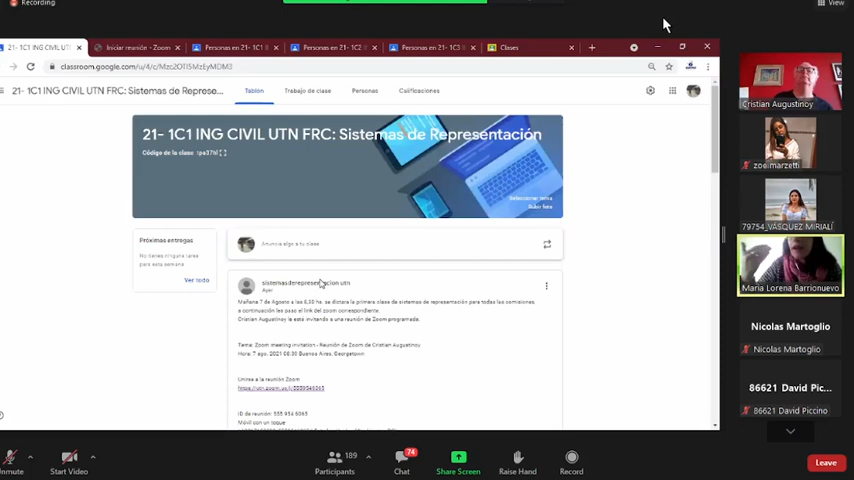 Recording
View
21- 1C1 ING CIVIL UTN FRC: Si
Iniciar reunión - Zoom
Personas en 21- 1C1 I
Personas en 21- 1C2
Personas en 21- 1C3
Clases
classroom.google.com/u/4/c/
21- 1C1 ING CIVIL UTN FRC: Sistemas de Represe...
Tablón
Trabajo de clase
Personas
Calificaciones
21- 1C1 ING CIVIL UTN FRC: Sistemas de Representación
Código de la clase
Seleccionar tema
Subir foto
Próximas entregas
No tienes ninguna tarea
para esta semana
Ver todo
Anuncia algo a tu clase
sistemasderepresentacion utn
Ayer
Mañana 7 de Agosto a las 8,30 hs. se dictara la primera clase de sistemas de representación para todas las comisiones
a continuación les paso el link del zoom correspondiente.
Cristian Augustinoy le está invitando a una reunión de Zoom programada.
Tema: Zoom meeting invitation - Reunión de Zoom de Cristian Augustinoy
Hora: 7 ago. 2021 08:30 Buenos Aires, Georgetown
Unirse a la reunión Zoom
ID de reunión: 555 954 6065
Móvil con un toque
Cristian Augustinoy
zoelmarzetti
79754_VÁSQUEZ MIRIALÍ
Maria Lorena Barrionuevo
Nicolas Martoglio
Nicolas Martoglio
86621 David Pic...
86621 David Piccino
Unmute
Start Video
189
Participants
74
Chat
Share Screen
Raise Hand
Record
Leave